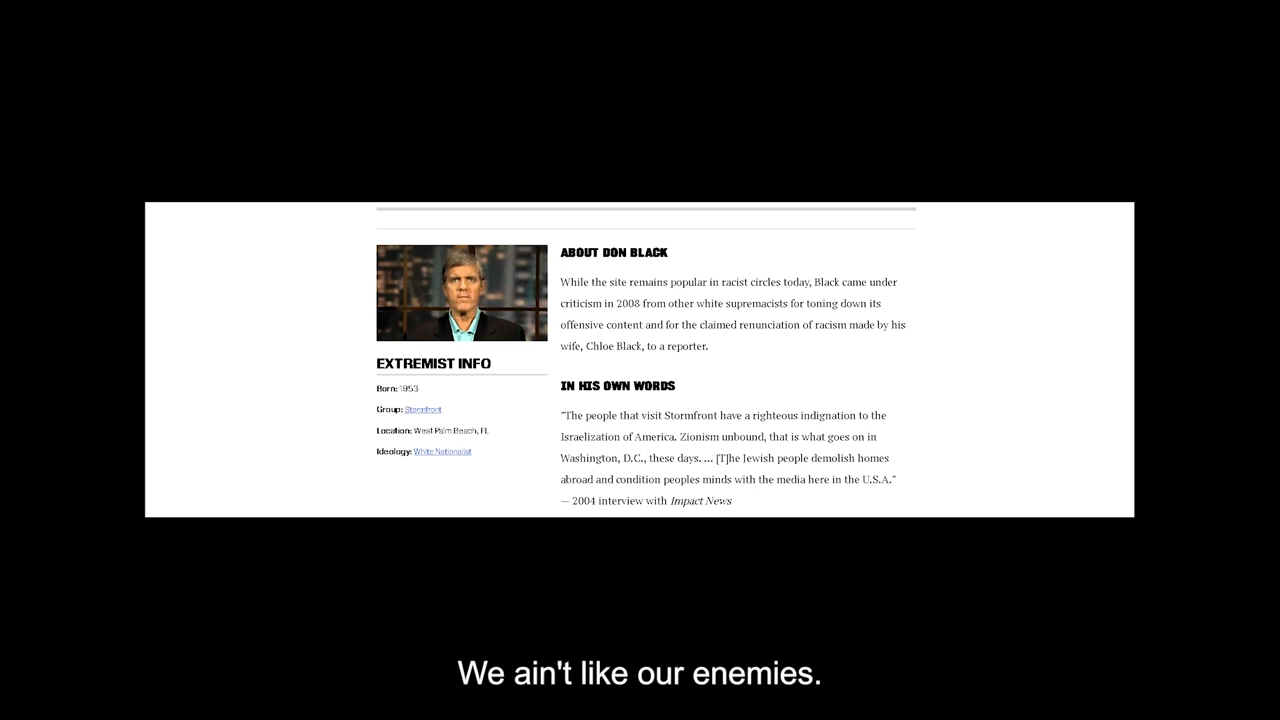 ABOUT DON BLACK
While the site remains popular in racist circles today, Black came under
criticism in 2008 from other white supremacists for toning down its
offensive content and for the claimed renunciation of racism made by his
wife, Chloe Black, to a reporter.
EXTREMIST INFO
Born: 1953
Group: Stormfront
Location: West Palm Beach, FL
Ideology: White Nationalist
IN HIS OWN WORDS
"The people that visit Stormfront have a righteous indignation to the
Israelization of America. Zionism unbound, that is what goes on in
Washington, D.C., these days. ... [T]he Jewish people demolish homes
abroad and condition peoples minds with the media here in the U.S.A."
— 2004 interview with Impact News
We ain't like our enemies.